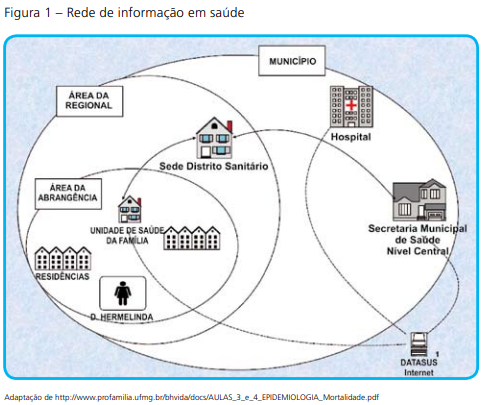 Figura 1 – Rede de informação em saúde
MUNICÍPIO
ÁREA DA
REGIONAL
Hospital
Sede Distrito Sanitário
ÁREA DA
ABRANGÊNCIA
UNIDADE DE SAÚDE
DA FAMÍLIA
Secretaria Municipal
de Saúde
Nível Central
RESIDÊNCIAS
D. HERMELINDA
1
DATASUS
Internet
Adaptação de http://www.profamilia.ufmg.br/bhvida/docs/AULAS_3_e_4_EPIDEMIOLOGIA_Mortalidade.pdf